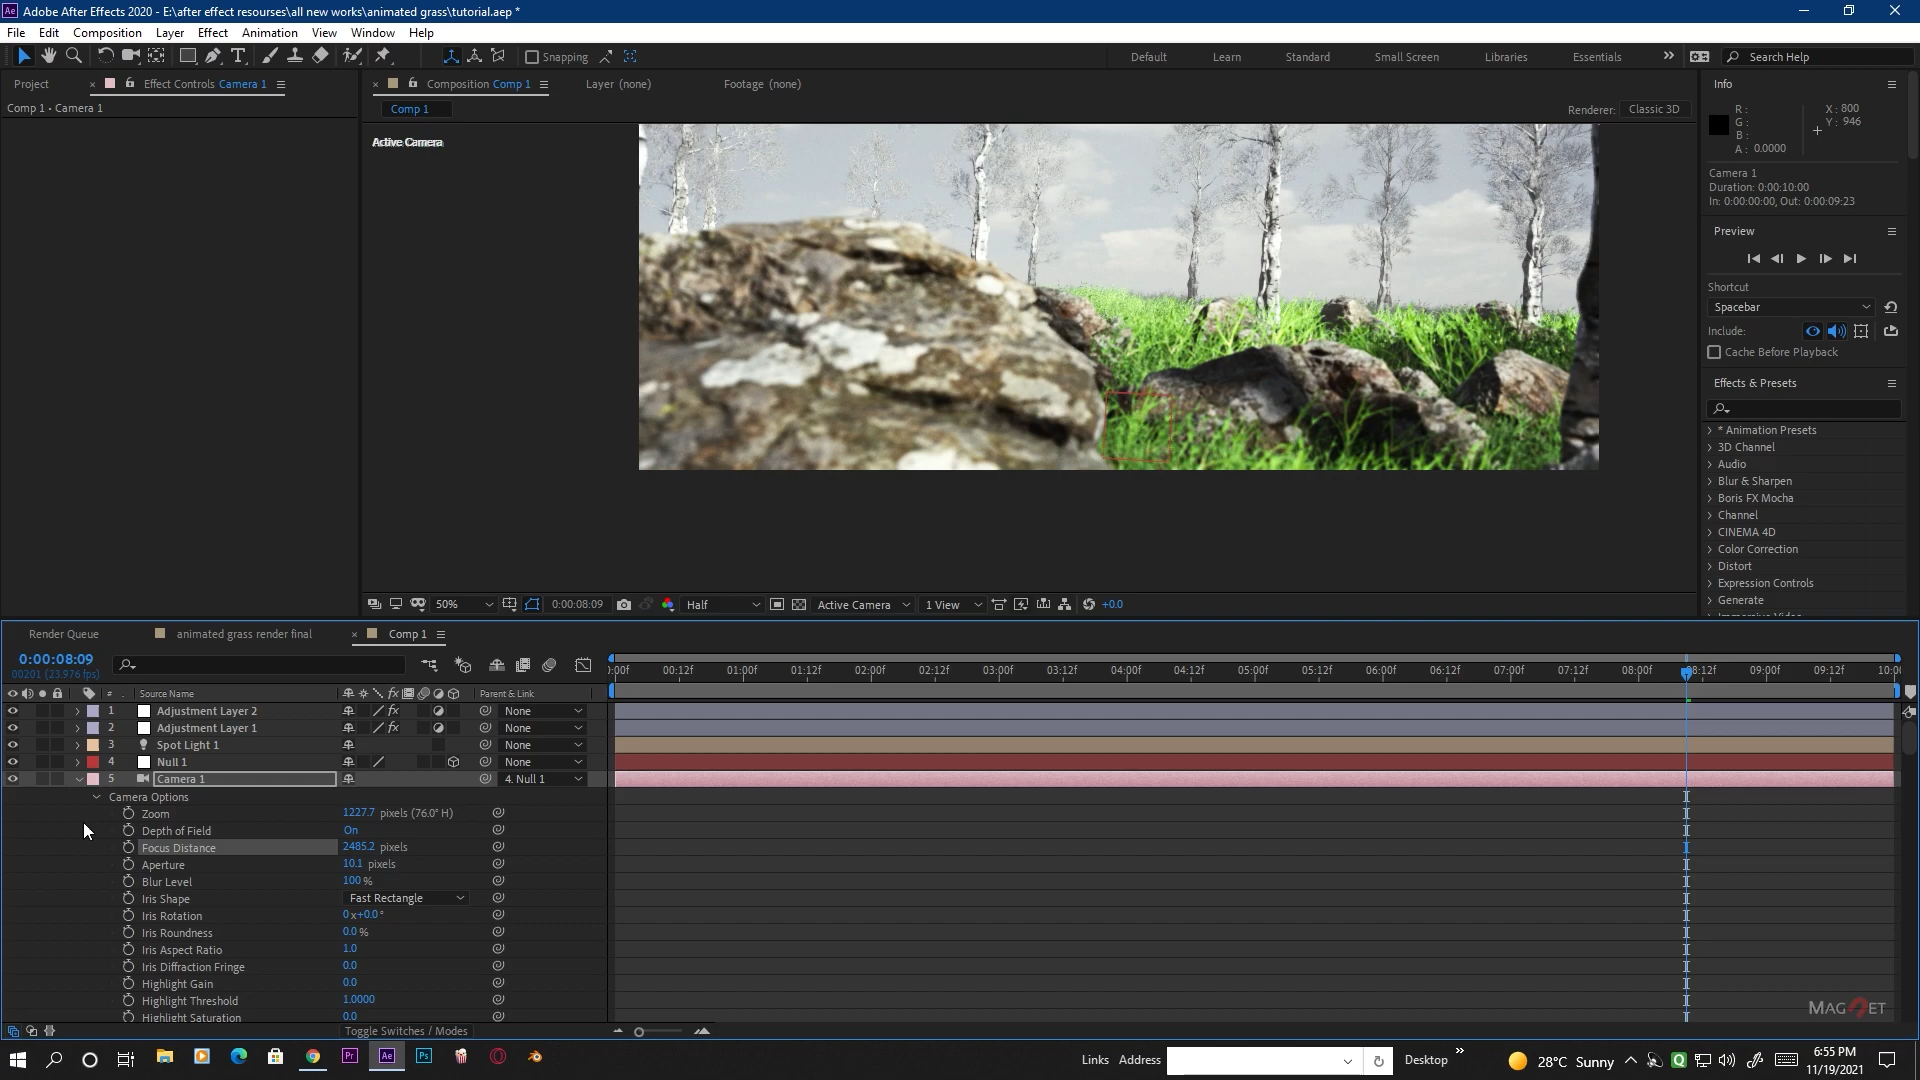 Adobe After Effects 2020 - E:\after effect resourses\all new works\animated grass\tutorial.aep *
File Edit Composition Layer Effect Animation View Window Help
Snapping
Default Learn Standard Small Screen Libraries Essentials Search Help
Project Effect Controls Camera 1
Comp 1 • Camera 1
Composition Comp 1 Layer (none) Footage (none)
Comp 1
Renderer: Classic 3D
Active Camera
Info
R : X : 800
G : Y : 946
B :
A : 0.0000
Camera 1
Duration: 0:00:10:00
In: 0:00:00:00, Out: 0:00:09:23
Preview
Shortcut
Spacebar
Include:
Cache Before Playback
Effects & Presets
* Animation Presets
3D Channel
Audio
Blur & Sharpen
Boris FX Mocha
Channel
CINEMA 4D
Color Correction
Distort
Expression Controls
Generate
50% 0:00:08:09 Half Active Camera 1 View +0.0
Render Queue animated grass render final Comp 1
0:00:08:09
00201 (23.976 fps)
:00f 00:12f 01:00f 01:12f 02:00f 02:12f 03:00f 03:12f 04:00f 04:12f 05:00f 05:12f 06:00f 06:12f 07:00f 07:12f 08:00f 08:12f 09:00f 09:12f 10:00
# . Source Name fx Parent & Link
1 Adjustment Layer 2 fx None
2 Adjustment Layer 1 fx None
3 Spot Light 1 None
4 Null 1 None
5 Camera 1 4. Null 1
Camera Options
Zoom 1227.7 pixels (76.0° H)
Depth of Field On
Focus Distance 2485.2 pixels
Aperture 10.1 pixels
Blur Level 100 %
Iris Shape Fast Rectangle
Iris Rotation 0 x+0.0 °
Iris Roundness 0.0 %
Iris Aspect Ratio 1.0
Iris Diffraction Fringe 0.0
Highlight Gain 0.0
Highlight Threshold 1.0000
Highlight Saturation 0.0
Toggle Switches / Modes
MAGNET
Links Address Desktop 28°C Sunny 6:55 PM
11/19/2021